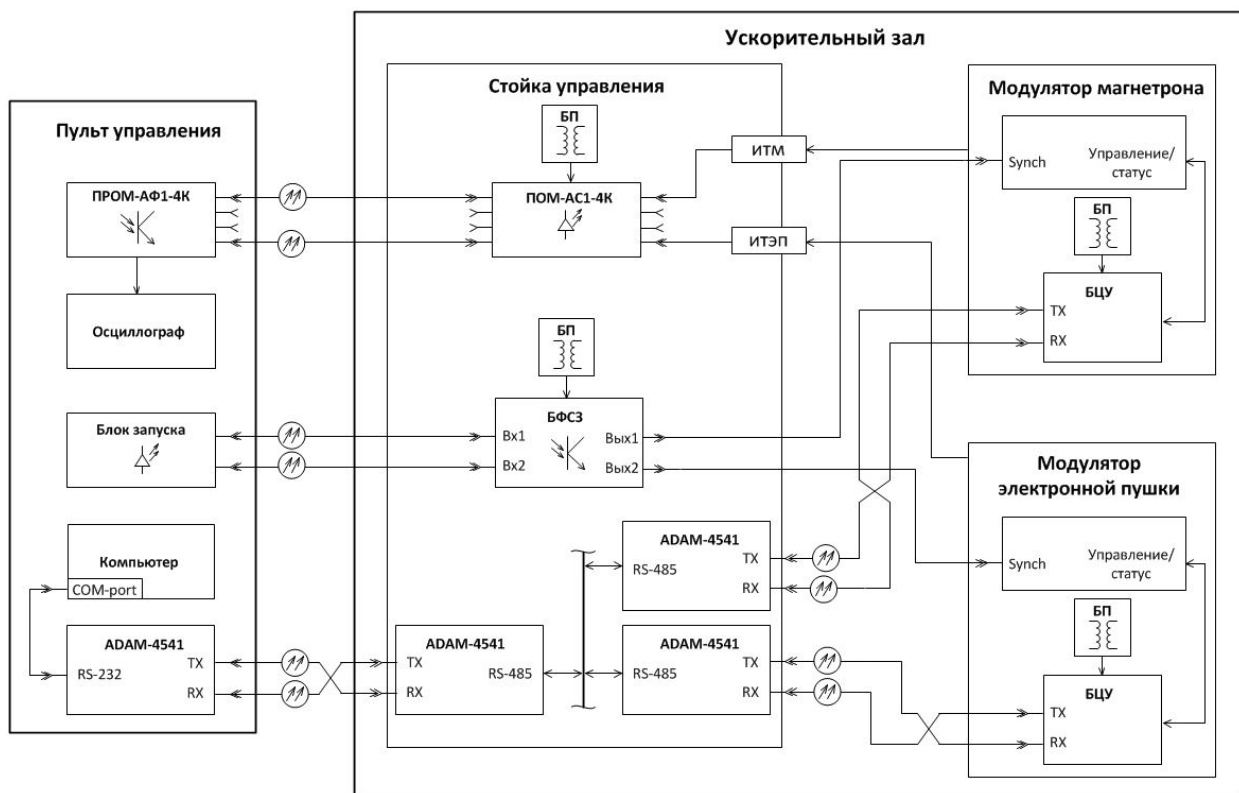 Ускорительный зал
Пульт управления
ПРОМ-АФ1-4К
Осциллограф
Блок запуска
Компьютер
COM-port
ADAM-4541
RS-232
TX
RX
Стойка управления
БП
ПОМ-АС1-4К
ИТМ
ИТЭП
БП
БФС3
Вх1
Вых1
Вх2
Вых2
ADAM-4541
TX
RS-485
RX
ADAM-4541
TX
RS-485
RX
ADAM-4541
TX
RS-485
RX
Модулятор магнетрона
Synch
Управление/
статус
БП
БЦУ
TX
RX
Модулятор
электронной пушки
Synch
Управление/
статус
БП
БЦУ
TX
RX